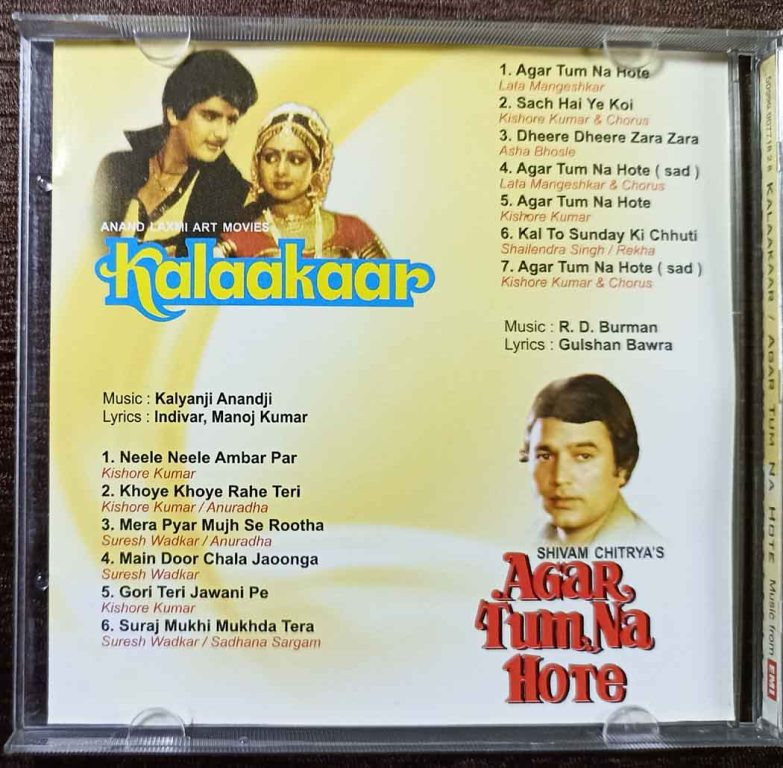 ANAND LAXMI ART MOVIES
Kalaakaar
Music : Kalyanji Anandji
Lyrics : Indivar, Manoj Kumar
1. Neele Neele Ambar Par
Kishore Kumar
2. Khoye Khoye Rahe Teri
Kishore Kumar / Anuradha
3. Mera Pyar Mujh Se Rootha
Suresh Wadkar / Anuradha
4. Main Door Chala Jaoonga
Suresh Wadkar
5. Gori Teri Jawani Pe
Kishore Kumar
6. Suraj Mukhi Mukhda Tera
Suresh Wadkar / Sadhana Sargam
1. Agar Tum Na Hote
Lata Mangeshkar
2. Sach Hai Ye Koi
Kishore Kumar & Chorus
3. Dheere Dheere Zara Zara
Asha Bhosle
4. Agar Tum Na Hote ( sad )
Lata Mangeshkar & Chorus
5. Agar Tum Na Hote
Kishore Kumar
6. Kal To Sunday Ki Chhuti
Shailendra Singh / Rekha
7. Agar Tum Na Hote ( sad )
Kishore Kumar & Chorus
Music : R. D. Burman
Lyrics : Gulshan Bawra
SHIVAM CHITRYA'S
AGAR
TUM NA
HOTE
KALAAKAAR / AGAR TUM NA HOTE Music from EMI